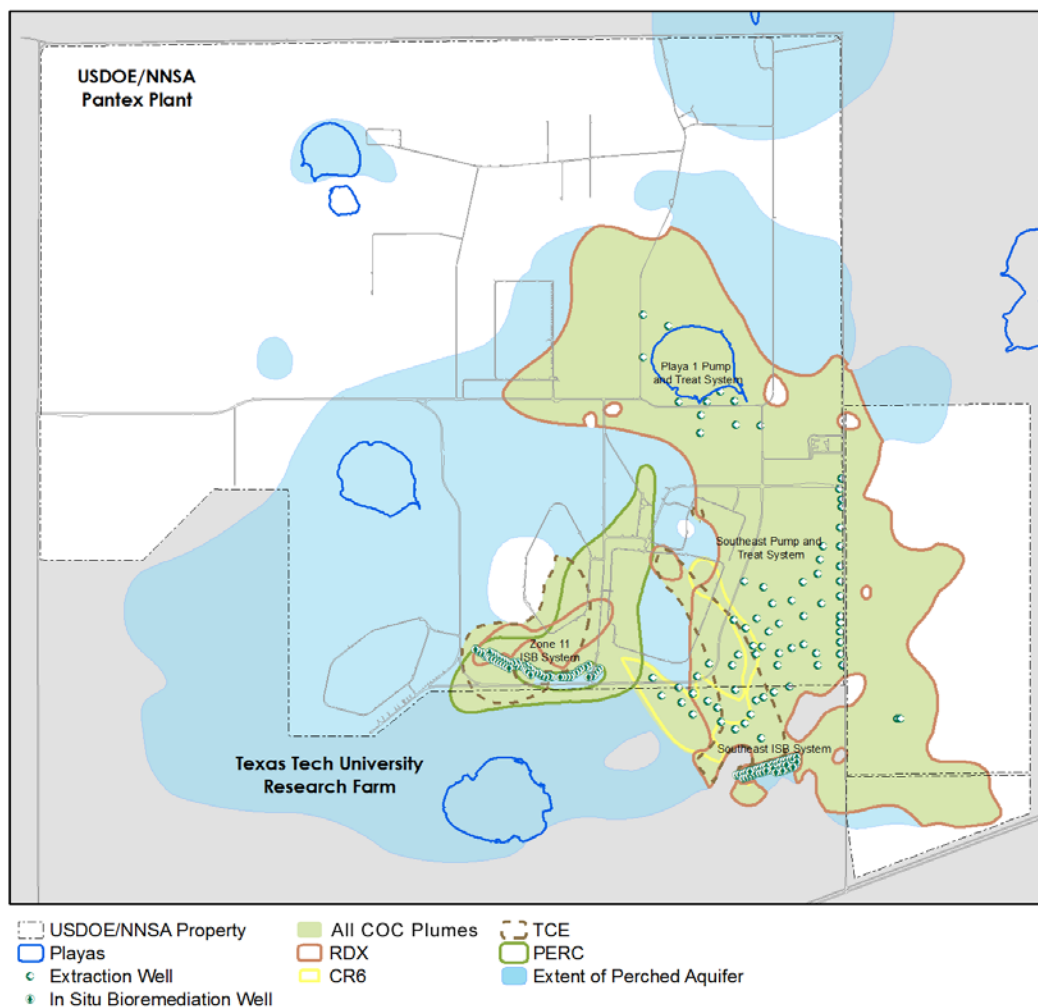 USDOE/NNSA
Pantex Plant
Playa 1 Pump
and Treat System
Southeast Pump and
Treat System
Zone 11
ISB System
Southeast ISB System
Texas Tech University
Research Farm
USDOE/NNSA Property
Playas
Extraction Well
In Situ Bioremediation Well
All COC Plumes
RDX
CR6
TCE
PERC
Extent of Perched Aquifer